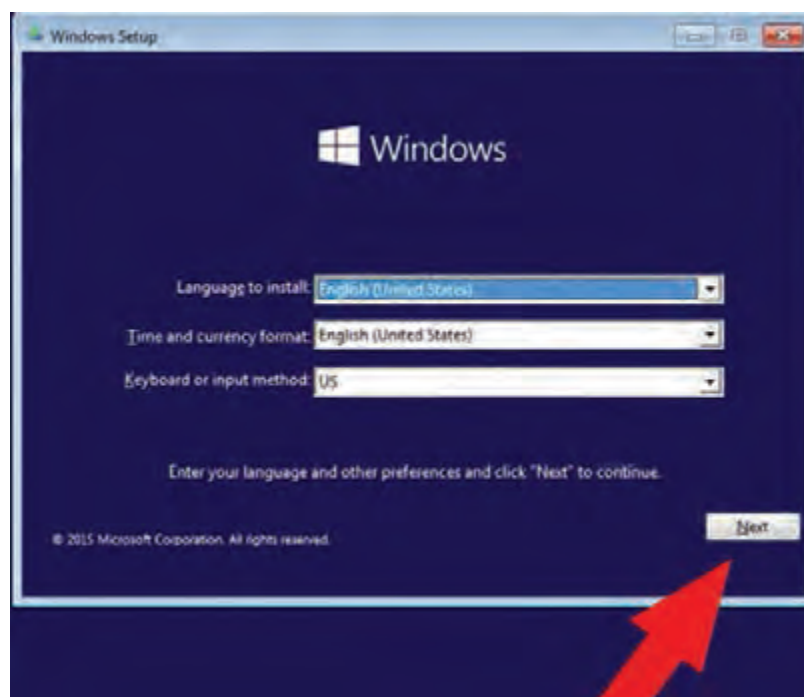 Windows Setup
Windows
Language to install: English (United States)
Time and currency format: English (United States)
Keyboard or input method: US
Enter your language and other preferences and click "Next" to continue.
© 2015 Microsoft Corporation. All rights reserved.
Next